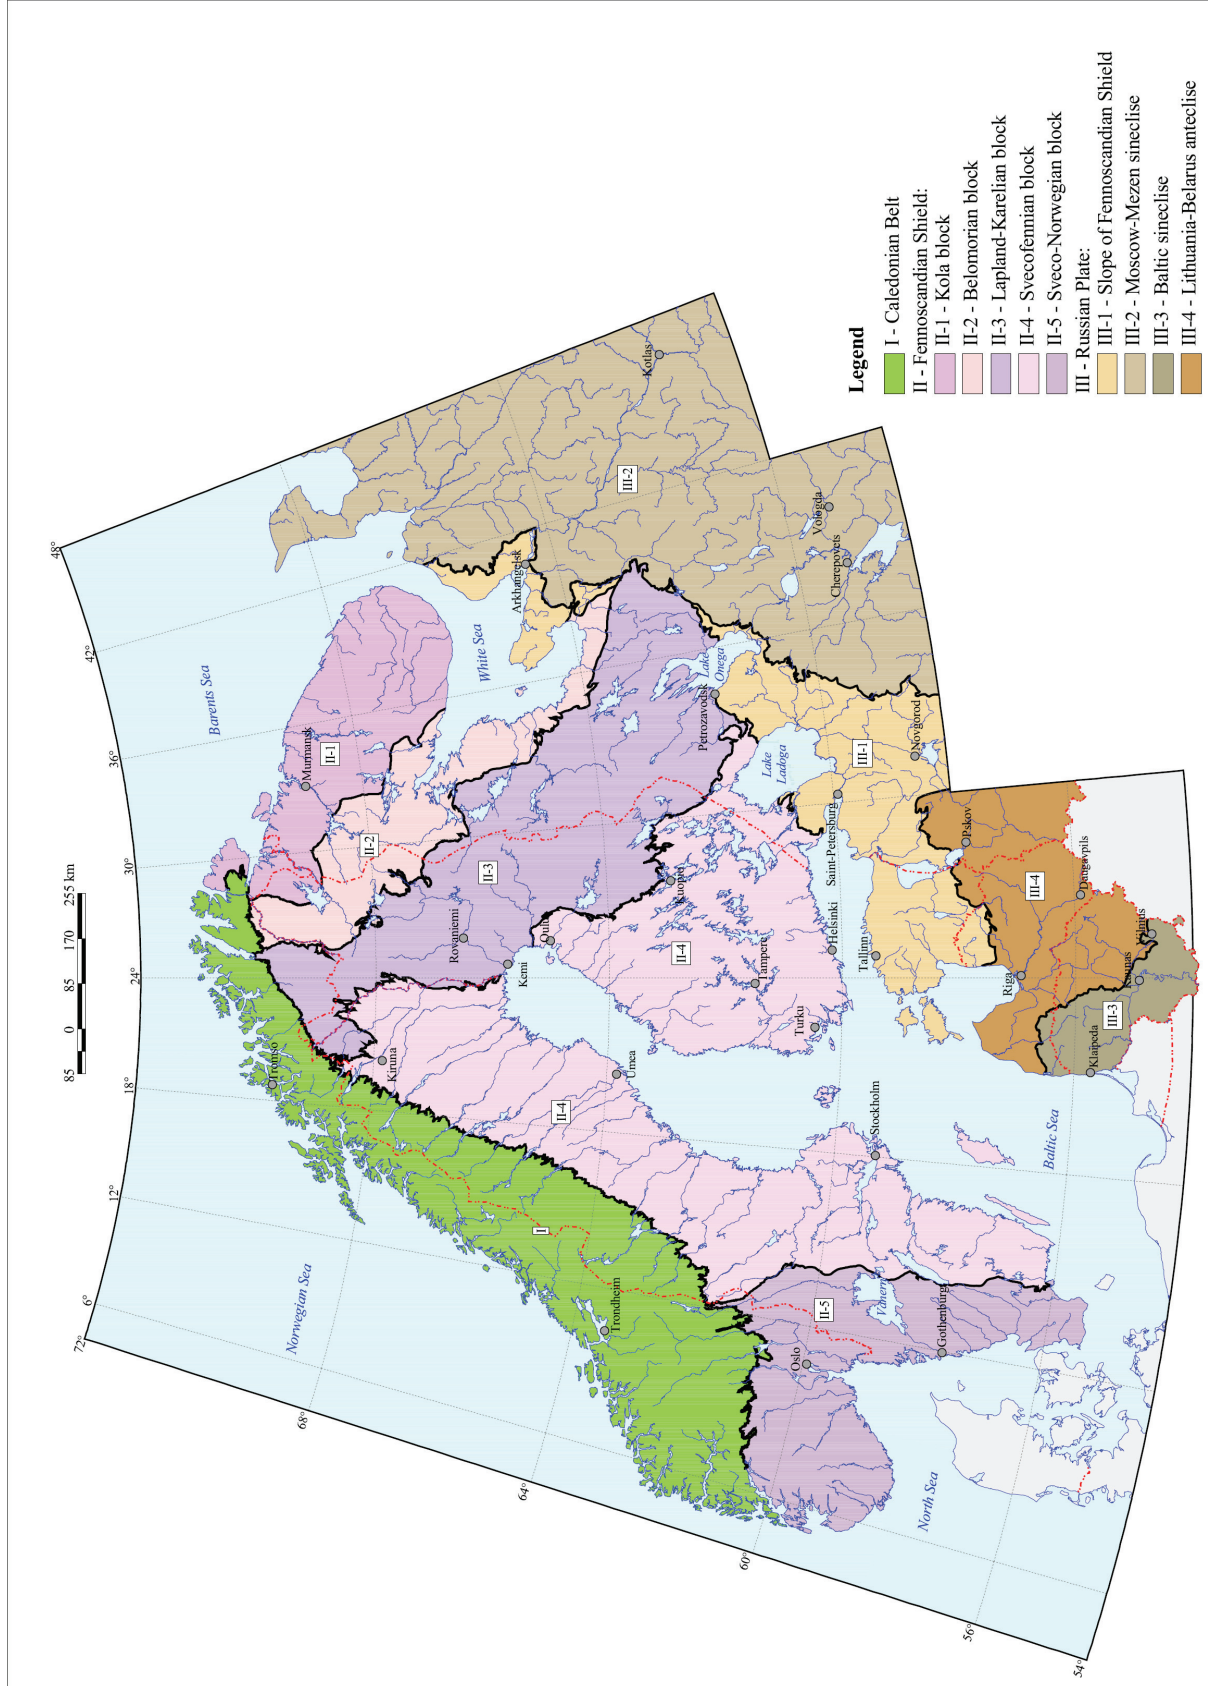 85 0 85 170 255 km
72°
6°
12°
18°
24°
30°
36°
42°
48°
68°
64°
60°
56°
54°
Norwegian Sea
Barents Sea
White Sea
North Sea
Baltic Sea
Lake
Onega
Lake
Ladoga
Vänern
Tromso
Murmansk
Kiruna
Rovaniemi
Kemi
Oulu
Arkhangelsk
Kotlas
Trondheim
Umea
Kuopio
Petrozavodsk
Vologda
Cherepovets
Tampere
Turku
Helsinki
Saint-Petersburg
Novgorod
Oslo
Stockholm
Tallinn
Pskov
Gothenburg
Riga
Daugavpils
Klaipeda
Kaunas
Vilnius
I
II-1
II-2
II-3
II-4
II-4
II-5
III-1
III-2
III-3
III-4
Legend
I - Caledonian Belt
II - Fennoscandian Shield:
II-1 - Kola block
II-2 - Belomorian block
II-3 - Lapland-Karelian block
II-4 - Svecofennian block
II-5 - Sveco-Norwegian block
III - Russian Plate:
III-1 - Slope of Fennoscandian Shield
III-2 - Moscow-Mezen sineclise
III-3 - Baltic sineclise
III-4 - Lithuania-Belarus anteclise